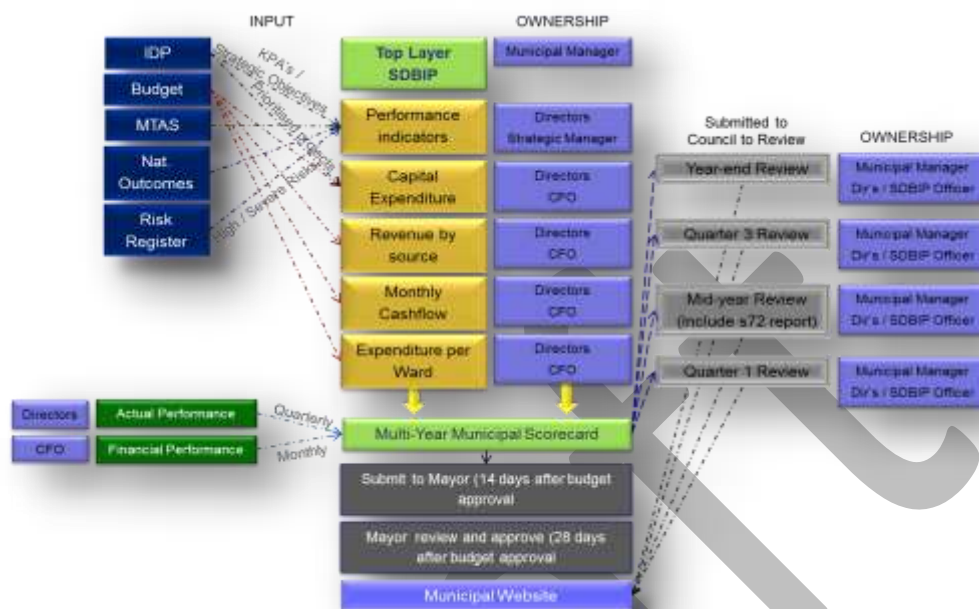 INPUT
OWNERSHIP
IDP
Budget
MTAS
Nat.
Outcomes
Risk
Register
KPA's /
Strategic Objectives
Prioritised projects
High / Severe Risks
Top Layer
SDBIP
Municipal Manager
Performance
indicators
Directors
Strategic Manager
Capital
Expenditure
Directors
CFO
Revenue by
source
Directors
CFO
Monthly
Cashflow
Directors
CFO
Expenditure per
Ward
Directors
CFO
Submitted to
Council to Review
OWNERSHIP
Year-end Review
Municipal Manager
Dir's / SDBIP Officer
Quarter 3 Review
Municipal Manager
Dir's / SDBIP Officer
Mid-year Review
(include s72 report)
Municipal Manager
Dir's / SDBIP Officer
Quarter 1 Review
Municipal Manager
Dir's / SDBIP Officer
Directors
Actual Performance
Quarterly
CFO
Financial Performance
Monthly
Multi-Year Municipal Scorecard
Submit to Mayor (14 days after budget
approval
Mayor review and approve (28 days
after budget approval
Municipal Website